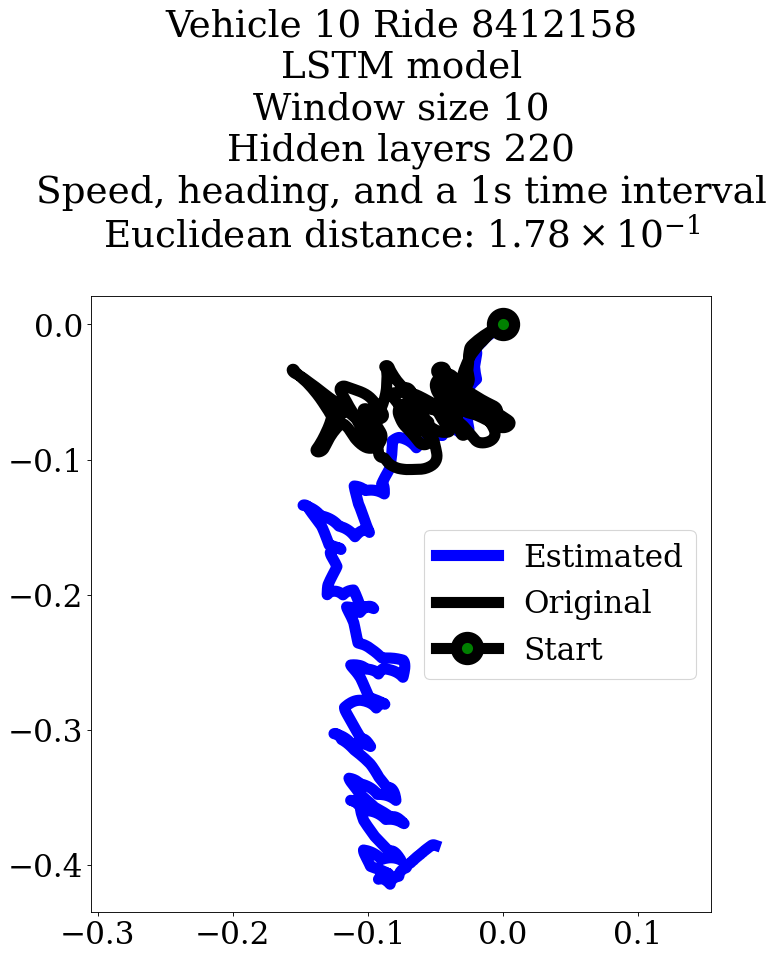 Vehicle 10 Ride 8412158
LSTM model
Window size 10
Hidden layers 220
Speed, heading, and a 1s time interval
Euclidean distance: 1.78 × 10⁻¹
0.0
−0.1
−0.2
−0.3
−0.4
Estimated
Original
Start
−0.3 −0.2 −0.1 0.0 0.1